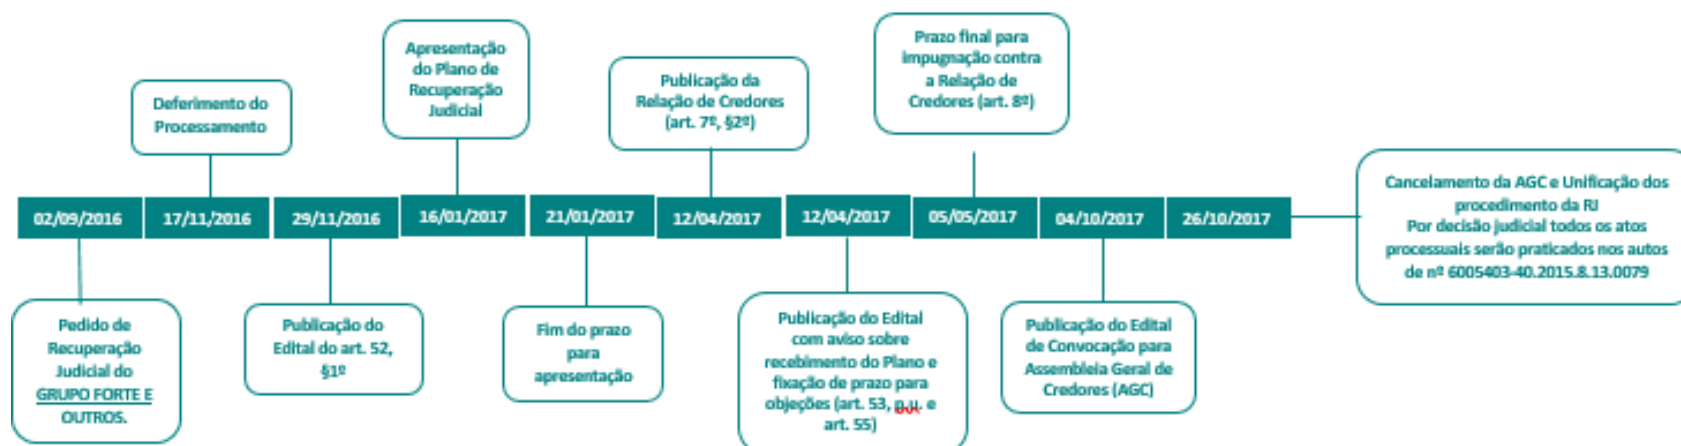 Apresentação
do Plano de
Recuperação
Judicial
Prazo final para
impugnação contra
a Relação de
Credores (art. 8º)
Deferimento do
Processamento
Publicação da
Relação de Credores
(art. 7º, §2º)
02/09/2016
17/11/2016
29/11/2016
16/01/2017
21/01/2017
12/04/2017
12/04/2017
05/05/2017
04/10/2017
26/10/2017
Cancelamento da AGC e Unificação dos
procedimento da RJ
Por decisão judicial todos os atos
processuais serão praticados nos autos
de nº 6005403-40.2015.8.13.0079
Pedido de
Recuperação
Judicial do
GRUPO FORTE E
OUTROS.
Publicação do
Edital do art. 52,
§1º
Fim do prazo
para
apresentação
Publicação do Edital
com aviso sobre
recebimento do Plano e
fixação de prazo para
objeções (art. 53, p.u. e
art. 55)
Publicação do Edital
de Convocação para
Assembleia Geral de
Credores (AGC)